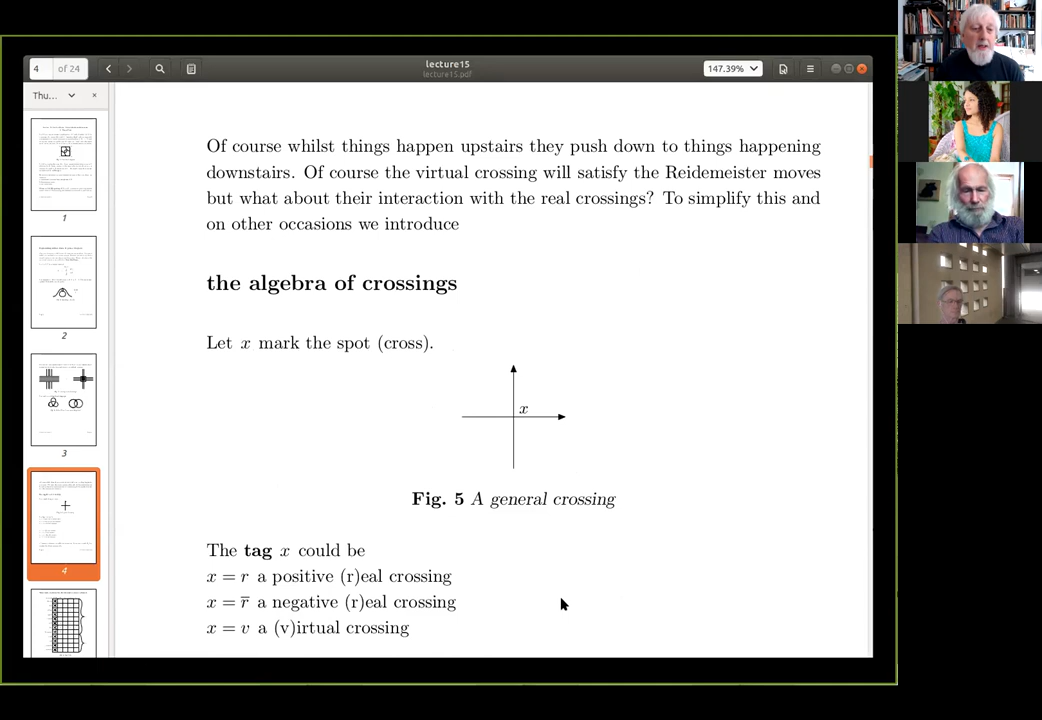 lecture15
lecture15.pdf
4 of 24
147.39%
Thu...
Of course whilst things happen upstairs they push down to things happening
downstairs. Of course the virtual crossing will satisfy the Reidemeister moves
but what about their interaction with the real crossings? To simplify this and
on other occasions we introduce
the algebra of crossings
Let x mark the spot (cross).
x
Fig. 5 A general crossing
The tag x could be
x = r a positive (r)eal crossing
x = r̅ a negative (r)eal crossing
x = v a (v)irtual crossing
1
2
3
4